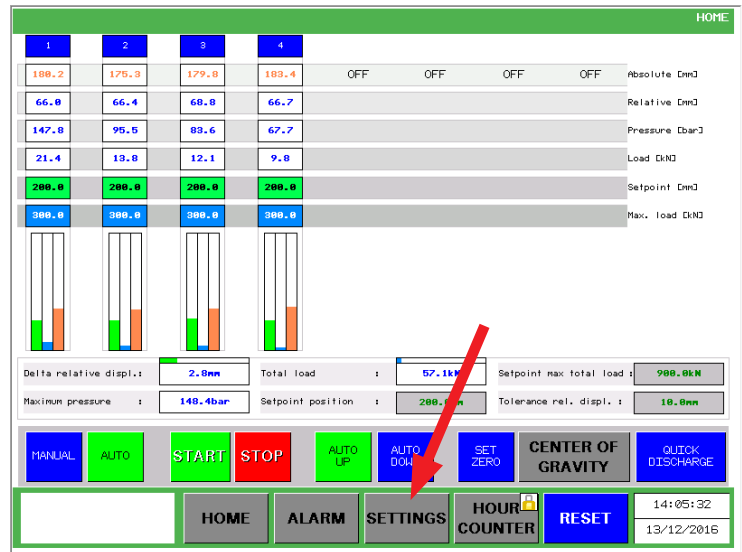 HOME
1 2 3 4
180.2 175.3 179.8 183.4 OFF OFF OFF OFF Absolute [mm]
66.0 66.4 68.8 66.7 Relative [mm]
147.8 95.5 83.6 67.7 Pressure [bar]
21.4 13.8 12.1 9.8 Load [kN]
200.0 200.0 200.0 200.0 Setpoint [mm]
300.0 300.0 300.0 300.0 Max. load [kN]
Delta relative displ.: 2.8mm Total load : 57.1kN Setpoint max total load : 900.0kN
Maximum pressure : 148.4bar Setpoint position : 200.0mm Tolerance rel. displ. : 10.0mm
MANUAL AUTO START STOP AUTO UP AUTO DOWN SET ZERO CENTER OF GRAVITY QUICK DISCHARGE
HOME ALARM SETTINGS HOUR COUNTER RESET 14:05:32
13/12/2016